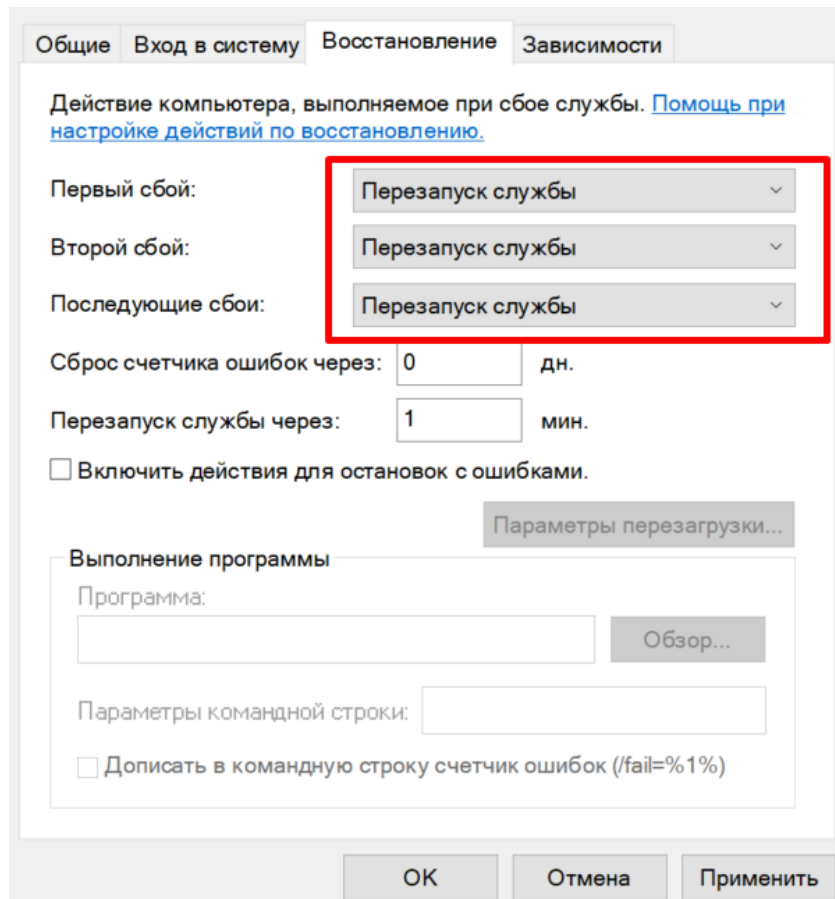 Общие Вход в систему Восстановление Зависимости
Действие компьютера, выполняемое при сбое службы. Помощь при
настройке действий по восстановлению.
Первый сбой: Перезапуск службы
Второй сбой: Перезапуск службы
Последующие сбои: Перезапуск службы
Сброс счетчика ошибок через: 0 дн.
Перезапуск службы через: 1 мин.
Включить действия для остановок с ошибками.
Параметры перезагрузки...
Выполнение программы
Программа:
Обзор...
Параметры командной строки:
Дописать в командную строку счетчик ошибок (/fail=%1%)
OK Отмена Применить